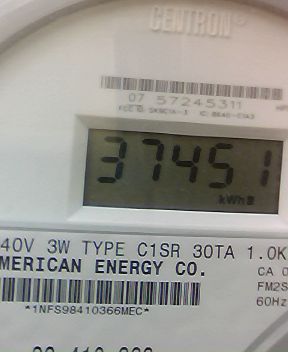 CENTRON®
07 57245311
37451
kWh
40V 3W TYPE C1SR 30TA 1.0K
MERICAN ENERGY CO.
CA 0
FM2S
60Hz
*1NFS98410366MEC*